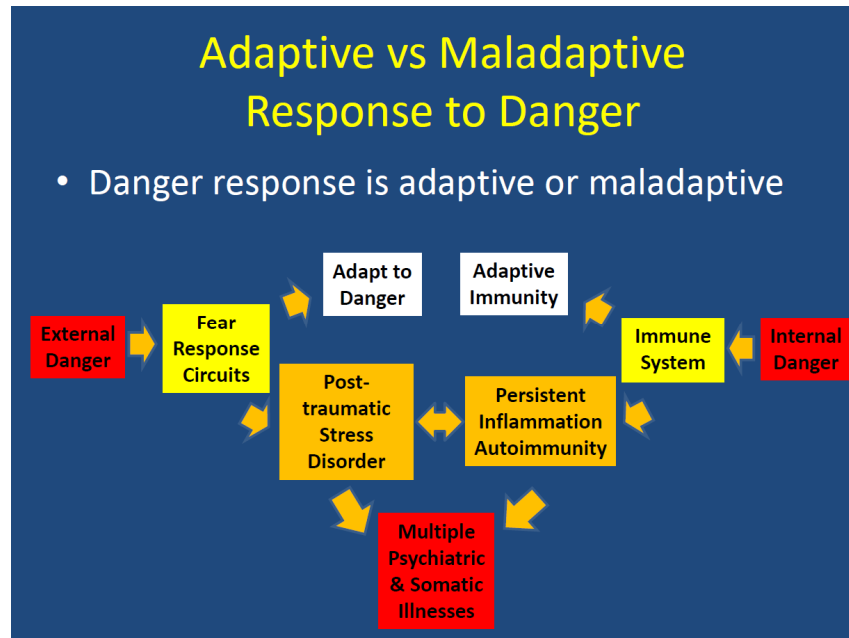 Adaptive vs Maladaptive
Response to Danger
• Danger response is adaptive or maladaptive
Adapt to
Danger
Adaptive
Immunity
External
Danger
Fear
Response
Circuits
Immune
System
Internal
Danger
Post-
traumatic
Stress
Disorder
Persistent
Inflammation
Autoimmunity
Multiple
Psychiatric
& Somatic
Illnesses